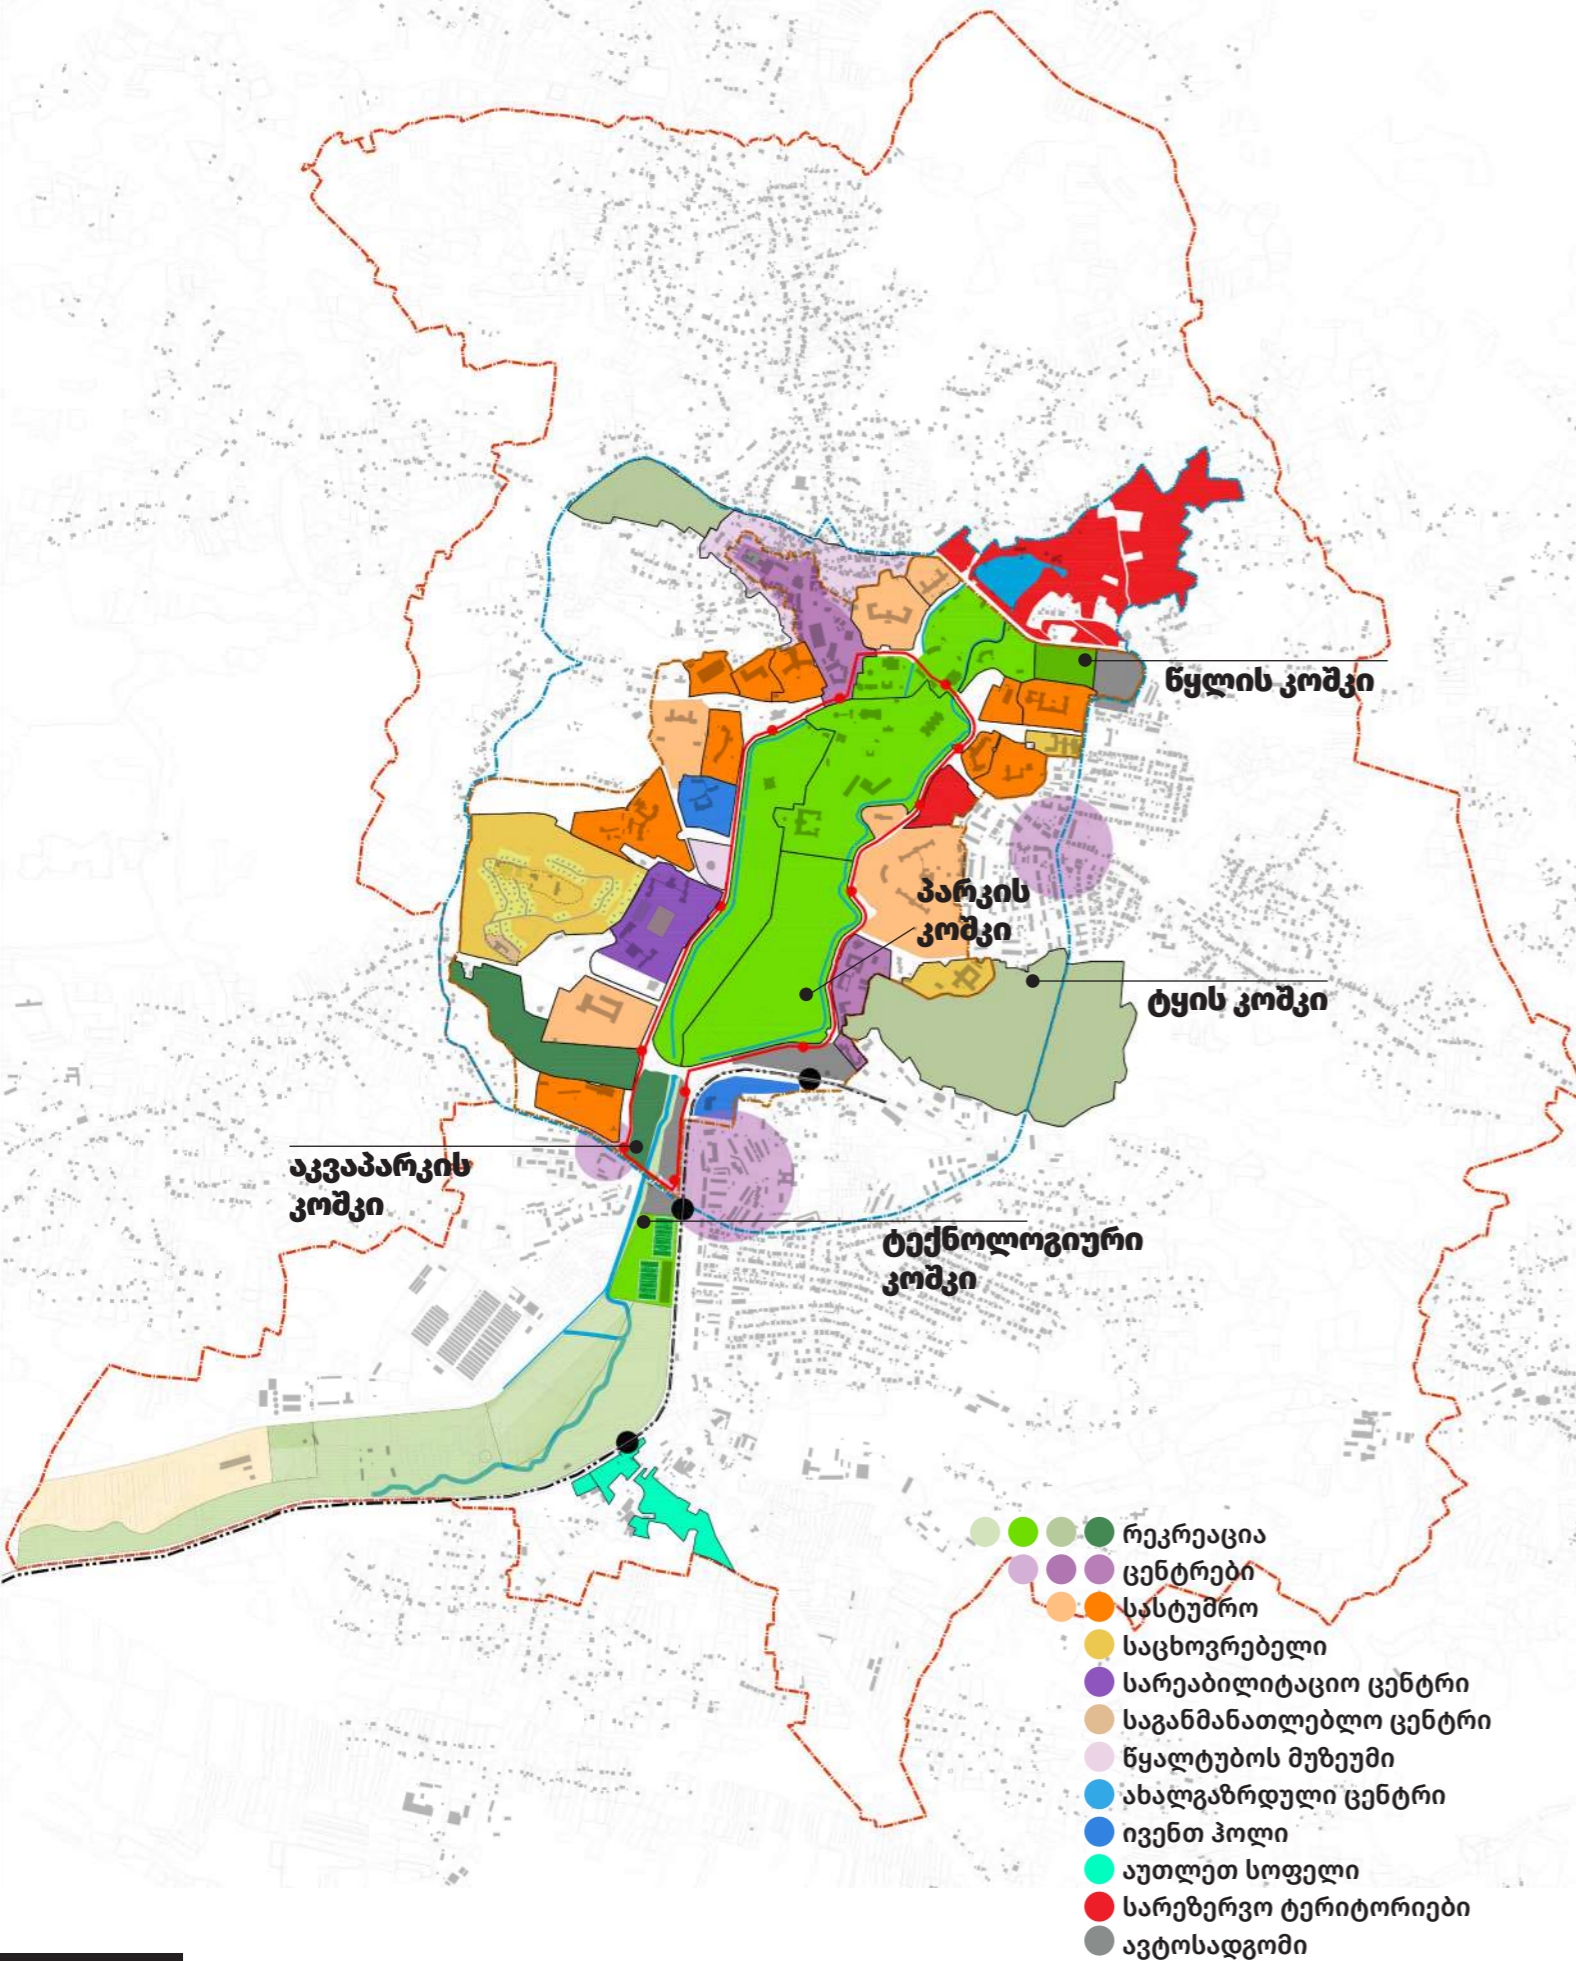 წყლის კოშკი
პარკის
კოშკი
ტყის კოშკი
აკვაპარკის
კოშკი
ტექნოლოგიური
კოშკი
რეკრეაცია
ცენტრები
სასტუმრო
საცხოვრებელი
სარეაბილიტაციო ცენტრი
საგანმანათლებლო ცენტრი
წყალტუბოს მუზეუმი
ახალგაზრდული ცენტრი
ივენთ ჰოლი
აუთლეთ სოფელი
სარეზერვო ტერიტორიები
ავტოსადგომი